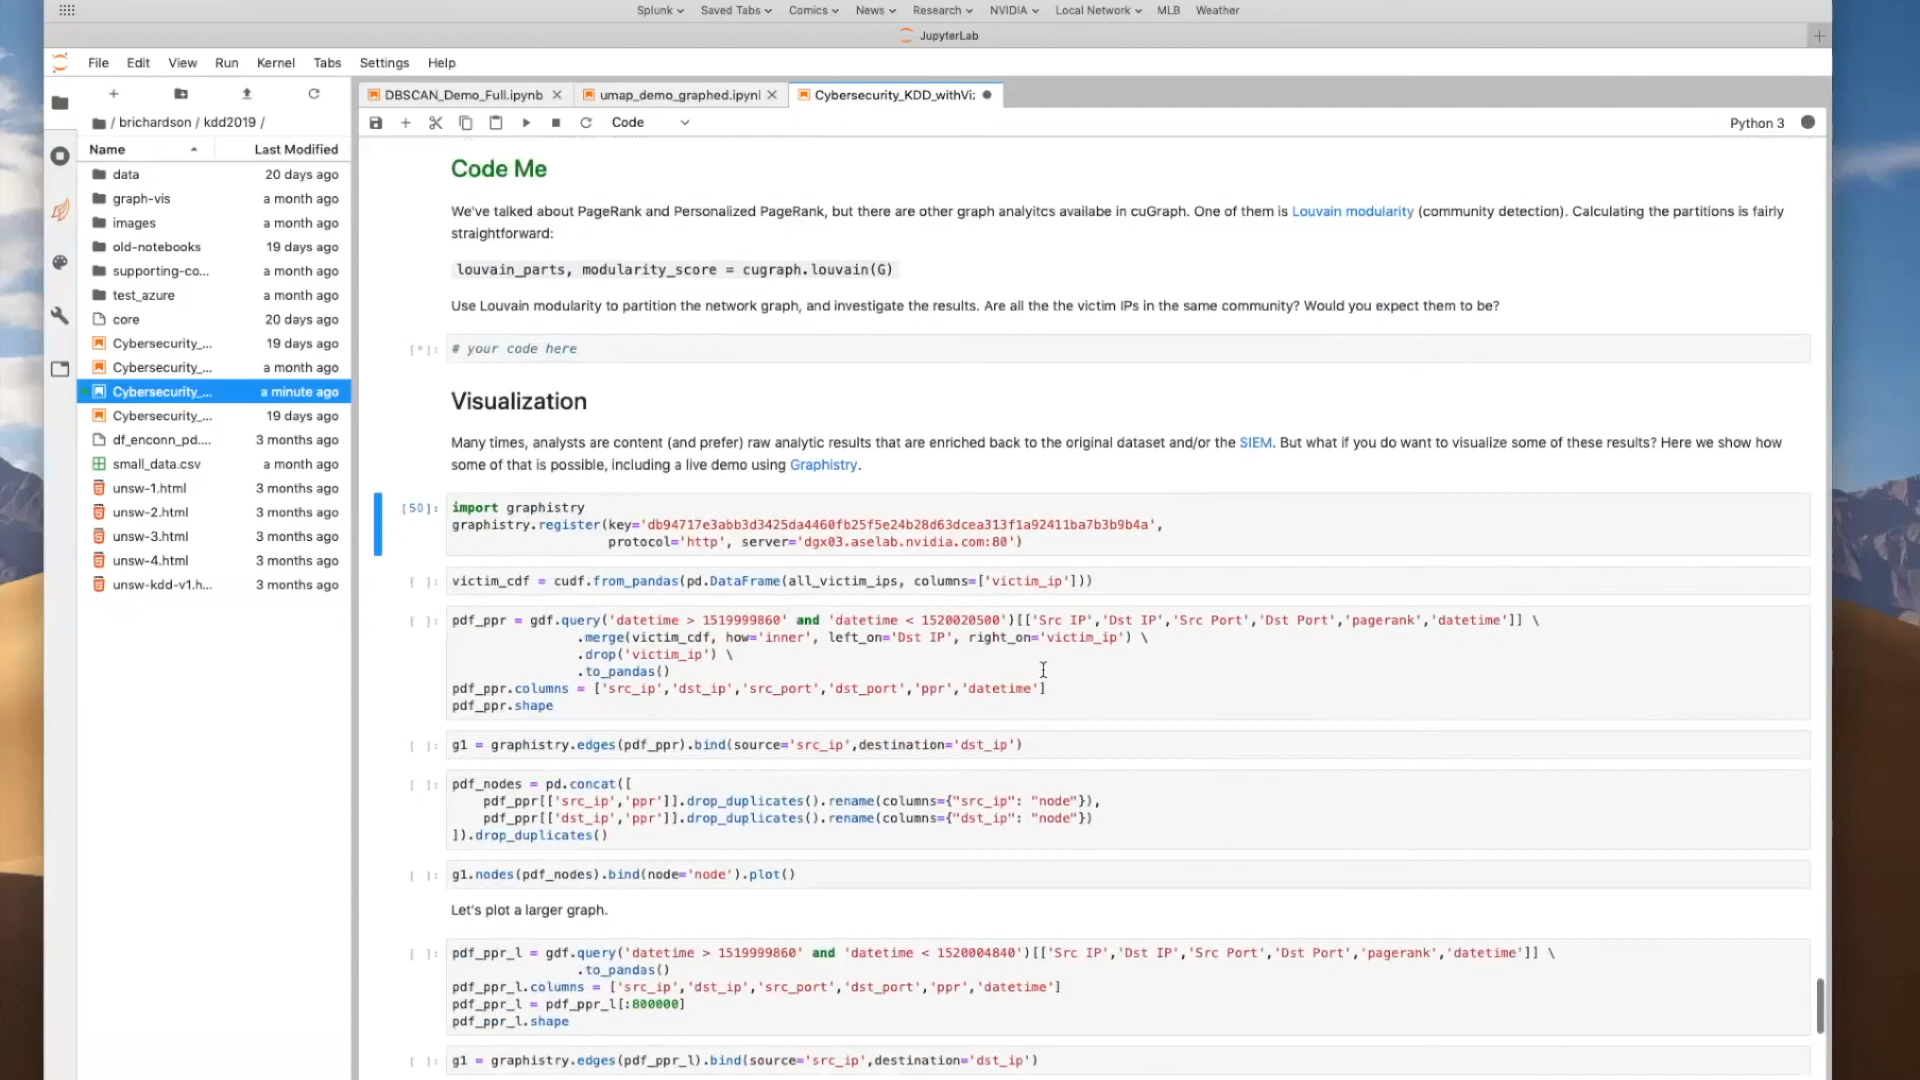 Splunk Saved Tabs Comics News Research NVIDIA Local Network MLB Weather
JupyterLab
File Edit View Run Kernel Tabs Settings Help
DBSCAN_Demo_Full.ipynb umap_demo_graphed.ipynl Cybersecurity_KDD_withVi:
/ brichardson / kdd2019 /
Code
Python 3
Name Last Modified
data 20 days ago
graph-vis a month ago
images a month ago
old-notebooks 19 days ago
supporting-co... a month ago
test_azure a month ago
core 20 days ago
Cybersecurity_... 19 days ago
Cybersecurity_... a month ago
Cybersecurity_... a minute ago
Cybersecurity_... 19 days ago
df_enconn_pd.... 3 months ago
small_data.csv a month ago
unsw-1.html 3 months ago
unsw-2.html 3 months ago
unsw-3.html 3 months ago
unsw-4.html 3 months ago
unsw-kdd-v1.h... 3 months ago
Code Me
We've talked about PageRank and Personalized PageRank, but there are other graph analyitcs availabe in cuGraph. One of them is Louvain modularity (community detection). Calculating the partitions is fairly
straightforward:
louvain_parts, modularity_score = cugraph.louvain(G)
Use Louvain modularity to partition the network graph, and investigate the results. Are all the the victim IPs in the same community? Would you expect them to be?
[*]: # your code here
Visualization
Many times, analysts are content (and prefer) raw analytic results that are enriched back to the original dataset and/or the SIEM. But what if you do want to visualize some of these results? Here we show how
some of that is possible, including a live demo using Graphistry.
[50]: import graphistry
graphistry.register(key='db94717e3abb3d3425da4460fb25f5e24b28d63dcea313f1a92411ba7b3b9b4a',
protocol='http', server='dgx03.aselab.nvidia.com:80')
[ ]: victim_cdf = cudf.from_pandas(pd.DataFrame(all_victim_ips, columns=['victim_ip']))
[ ]: pdf_ppr = gdf.query('datetime > 1519999860' and 'datetime < 1520020500')[['Src IP','Dst IP','Src Port','Dst Port','pagerank','datetime']] \
.merge(victim_cdf, how='inner', left_on='Dst IP', right_on='victim_ip') \
.drop('victim_ip') \
.to_pandas()
pdf_ppr.columns = ['src_ip','dst_ip','src_port','dst_port','ppr','datetime']
pdf_ppr.shape
[ ]: g1 = graphistry.edges(pdf_ppr).bind(source='src_ip',destination='dst_ip')
[ ]: pdf_nodes = pd.concat([
pdf_ppr[['src_ip','ppr']].drop_duplicates().rename(columns={"src_ip": "node"}),
pdf_ppr[['dst_ip','ppr']].drop_duplicates().rename(columns={"dst_ip": "node"})
]).drop_duplicates()
[ ]: g1.nodes(pdf_nodes).bind(node='node').plot()
Let's plot a larger graph.
[ ]: pdf_ppr_l = gdf.query('datetime > 1519999860' and 'datetime < 1520004840')[['Src IP','Dst IP','Src Port','Dst Port','pagerank','datetime']] \
.to_pandas()
pdf_ppr_l.columns = ['src_ip','dst_ip','src_port','dst_port','ppr','datetime']
pdf_ppr_l = pdf_ppr_l[:800000]
pdf_ppr_l.shape
[ ]: g1 = graphistry.edges(pdf_ppr_l).bind(source='src_ip',destination='dst_ip')